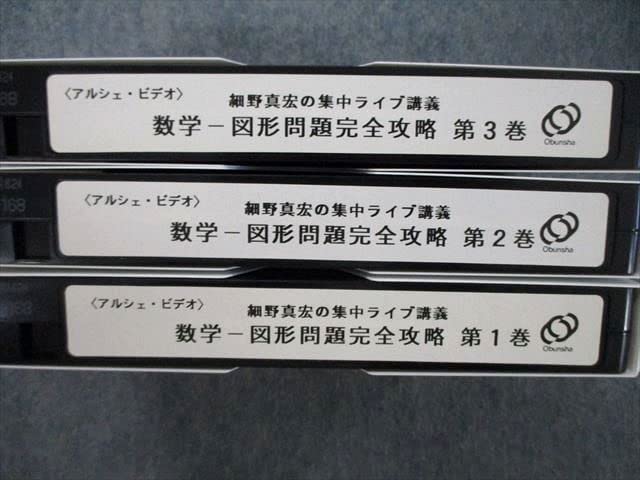 〈アルシェ・ビデオ〉
細野真宏の集中ライブ講義
数学－図形問題完全攻略 第3巻
Obunsha
〈アルシェ・ビデオ〉
細野真宏の集中ライブ講義
数学－図形問題完全攻略 第2巻
Obunsha
168
〈アルシェ・ビデオ〉
細野真宏の集中ライブ講義
数学－図形問題完全攻略 第1巻
Obunsha